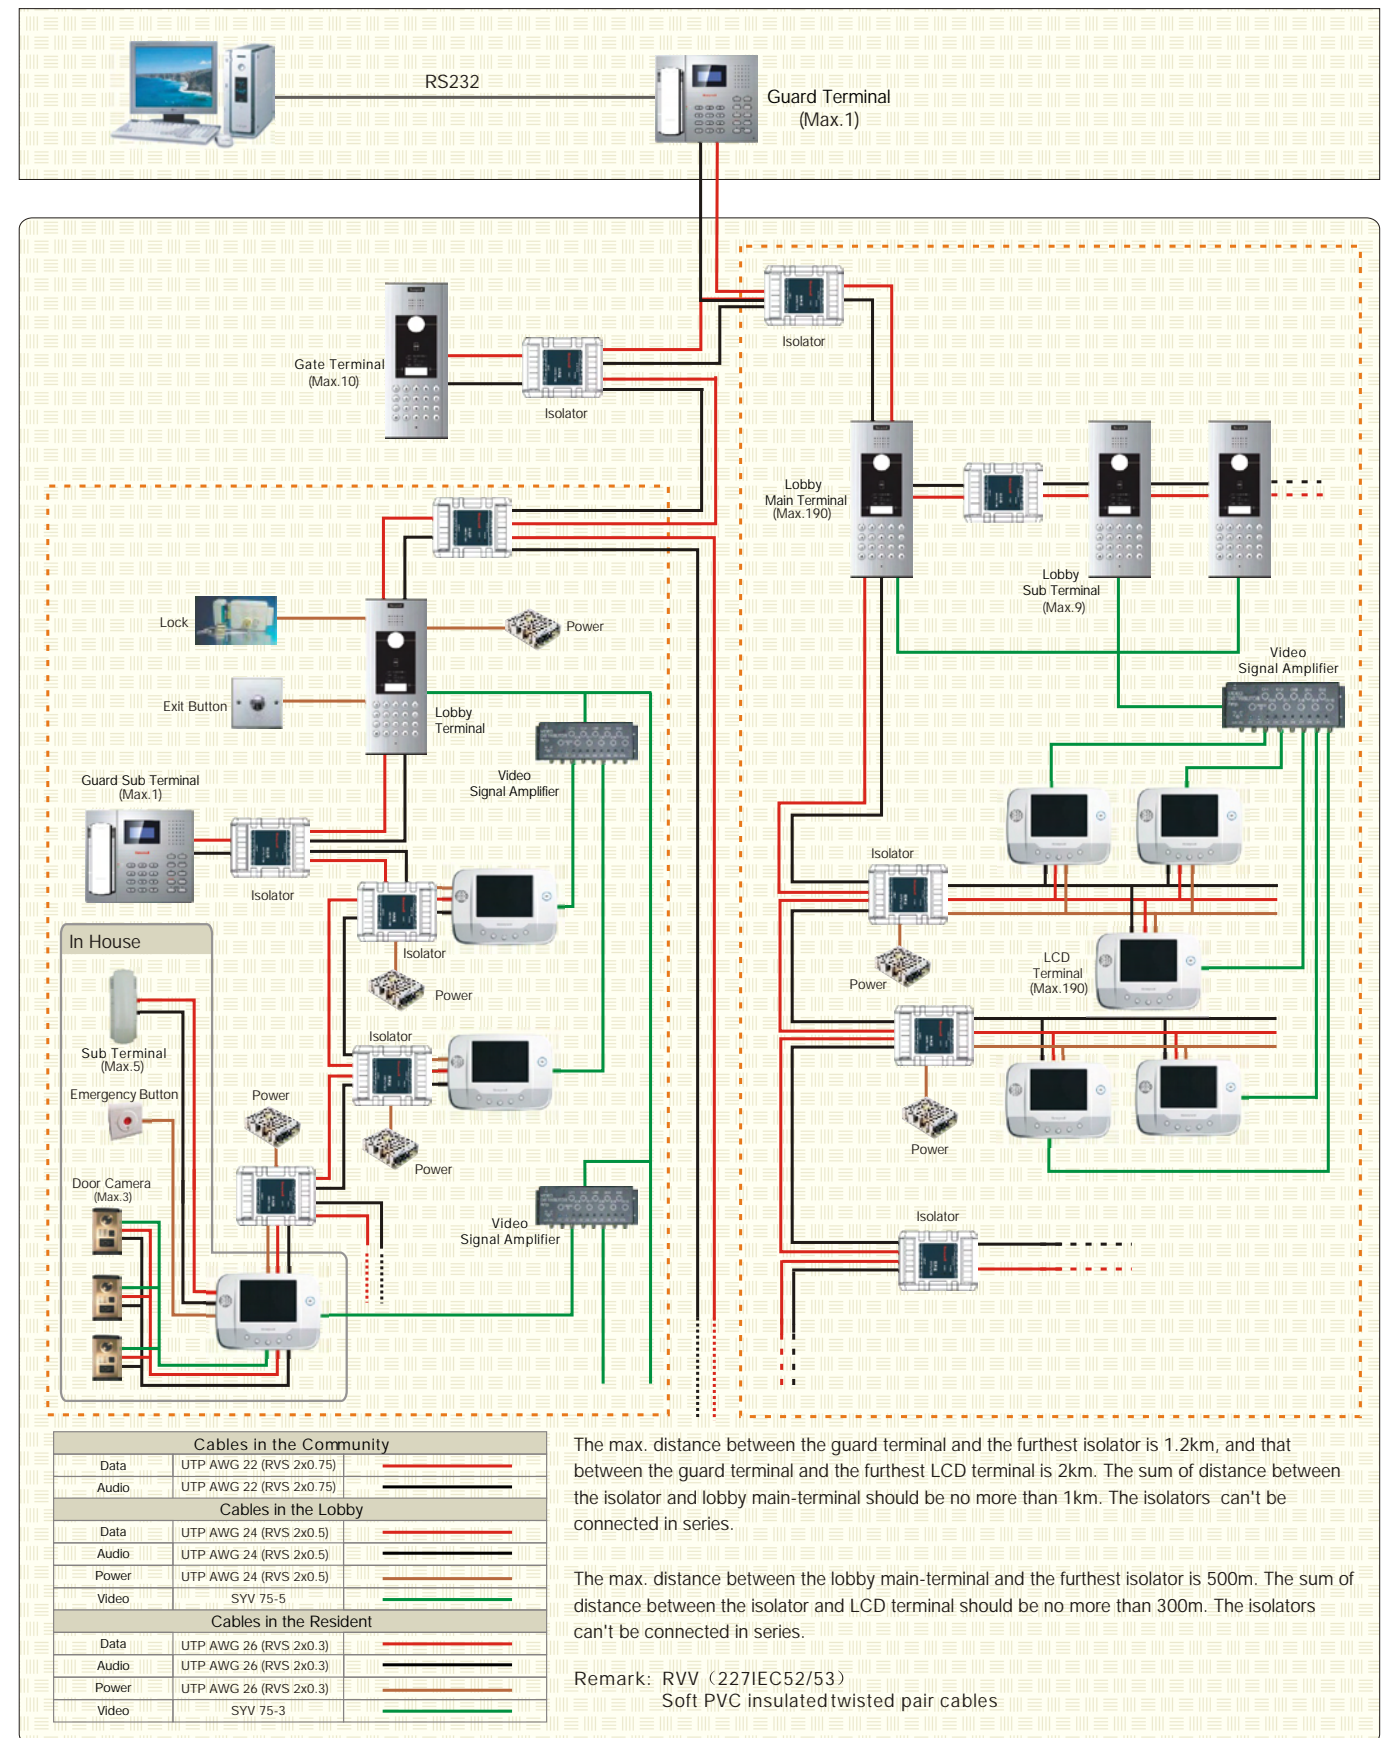 RS232
Guard Terminal
(Max.1)
Isolator
Gate Terminal
(Max.10)
Isolator
Lobby
Main Terminal
(Max.190)
Lobby
Sub Terminal
(Max.9)
Lock
Power
Video
Signal Amplifier
Exit Button
Lobby
Terminal
Guard Sub Terminal
(Max.1)
Video
Signal Amplifier
Isolator
Isolator
In House
Isolator
Power
LCD
Terminal
(Max.190)
Power
Sub Terminal
(Max.5)
Isolator
Emergency Button
Power
Power
Power
Door Camera
(Max.3)
Video
Signal Amplifier
Isolator
Cables in the Community
Data UTP AWG 22 (RVS 2x0.75)
Audio UTP AWG 22 (RVS 2x0.75)
Cables in the Lobby
Data UTP AWG 24 (RVS 2x0.5)
Audio UTP AWG 24 (RVS 2x0.5)
Power UTP AWG 24 (RVS 2x0.5)
Video SYV 75-5
Cables in the Resident
Data UTP AWG 26 (RVS 2x0.3)
Audio UTP AWG 26 (RVS 2x0.3)
Power UTP AWG 26 (RVS 2x0.3)
Video SYV 75-3
The max. distance between the guard terminal and the furthest isolator is 1.2km, and that
between the guard terminal and the furthest LCD terminal is 2km. The sum of distance between
the isolator and lobby main-terminal should be no more than 1km. The isolators can't be
connected in series.
The max. distance between the lobby main-terminal and the furthest isolator is 500m. The sum of
distance between the isolator and LCD terminal should be no more than 300m. The isolators
can't be connected in series.
Remark: RVV（227IEC52/53）
Soft PVC insulated twisted pair cables